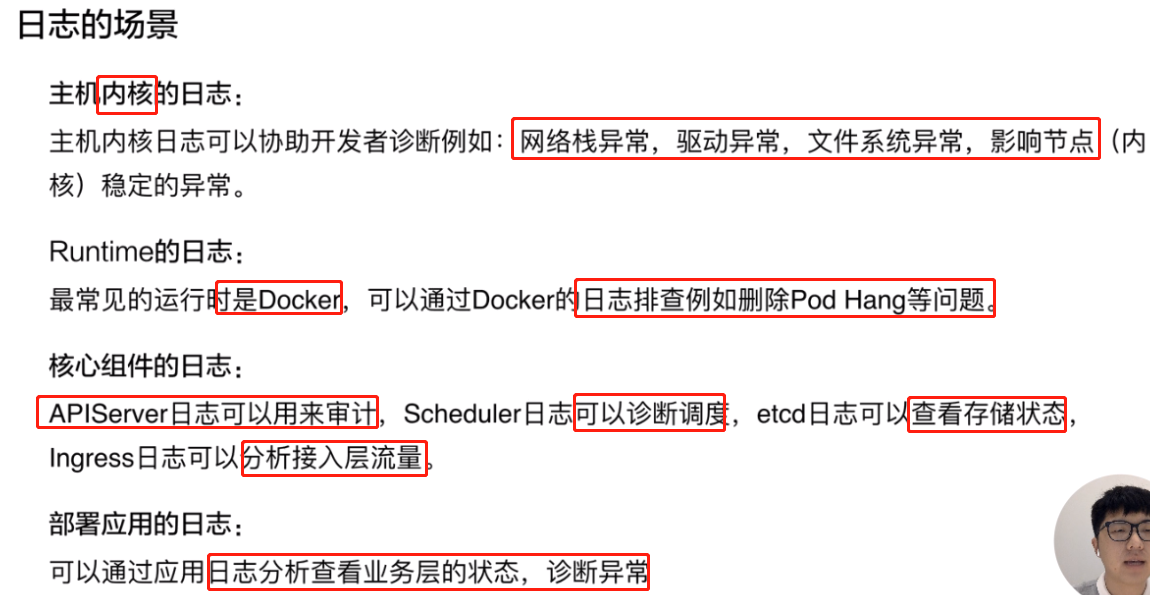 日志的场景
主机内核的日志：
主机内核日志可以协助开发者诊断例如：网络栈异常，驱动异常，文件系统异常，影响节点（内
核）稳定的异常。
Runtime的日志：
最常见的运行时是Docker，可以通过Docker的日志排查例如删除Pod Hang等问题。
核心组件的日志：
APIServer日志可以用来审计，Scheduler日志可以诊断调度，etcd日志可以查看存储状态，
Ingress日志可以分析接入层流量。
部署应用的日志：
可以通过应用日志分析查看业务层的状态，诊断异常